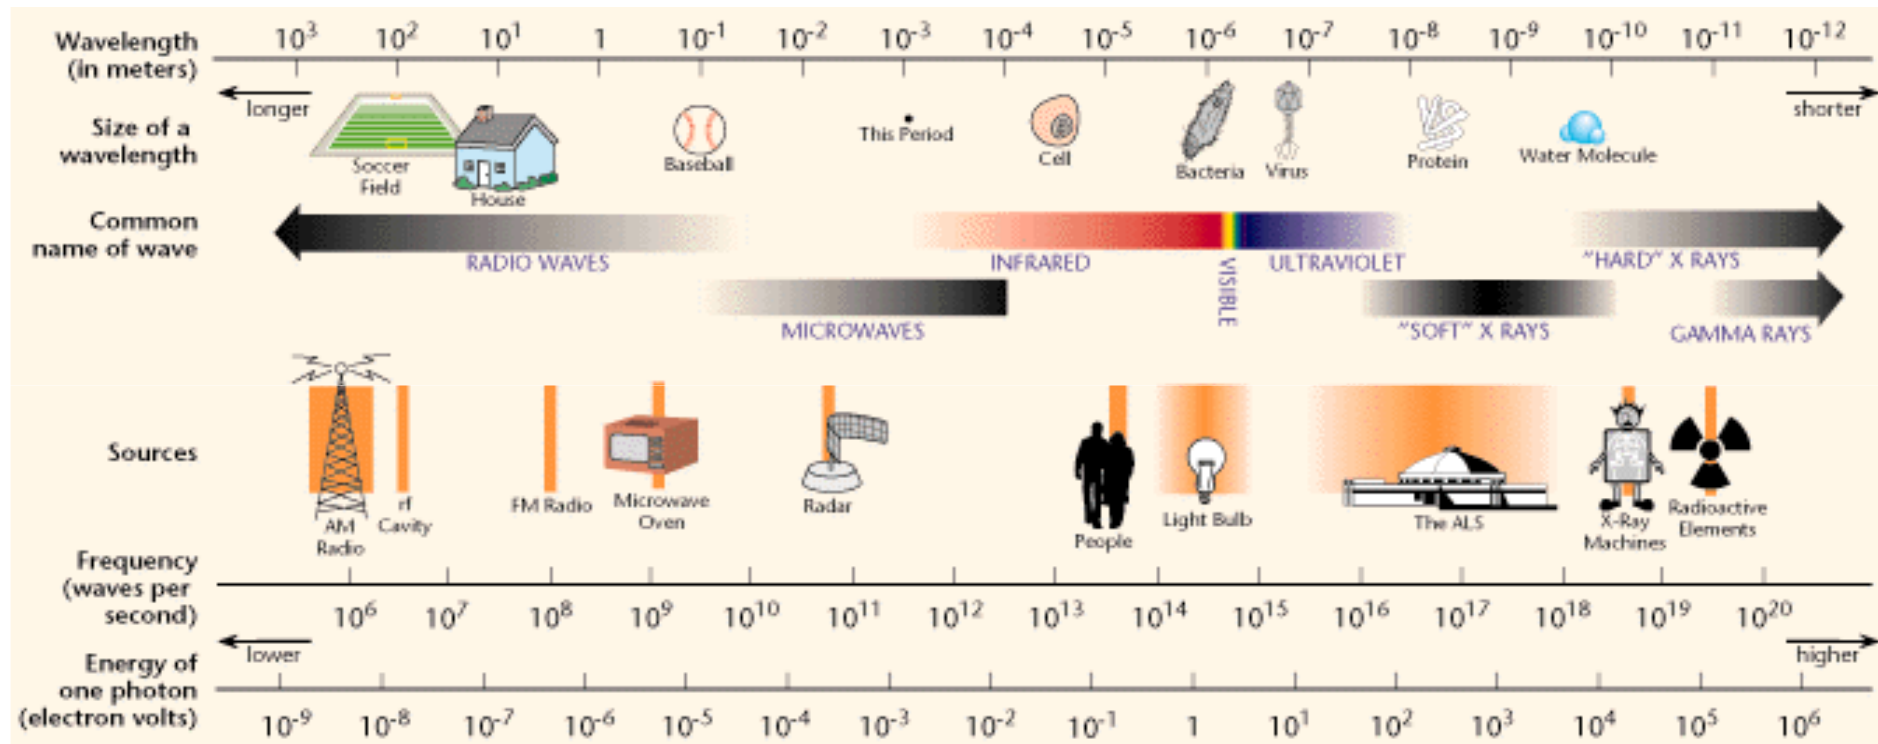 Wavelength
(in meters)
10³ 10² 10¹ 1 10⁻¹ 10⁻² 10⁻³ 10⁻⁴ 10⁻⁵ 10⁻⁶ 10⁻⁷ 10⁻⁸ 10⁻⁹ 10⁻¹⁰ 10⁻¹¹ 10⁻¹²
longer
shorter
Size of a
wavelength
Soccer
Field
House
Baseball
This Period
Cell
Bacteria
Virus
Protein
Water Molecule
Common
name of wave
RADIO WAVES
INFRARED
VISIBLE
ULTRAVIOLET
"HARD" X RAYS
MICROWAVES
"SOFT" X RAYS
GAMMA RAYS
Sources
AM
Radio
rf
Cavity
FM Radio
Microwave
Oven
Radar
People
Light Bulb
The ALS
X-Ray
Machines
Radioactive
Elements
Frequency
(waves per
second)
10⁶ 10⁷ 10⁸ 10⁹ 10¹⁰ 10¹¹ 10¹² 10¹³ 10¹⁴ 10¹⁵ 10¹⁶ 10¹⁷ 10¹⁸ 10¹⁹ 10²⁰
lower
higher
Energy of
one photon
(electron volts)
10⁻⁹ 10⁻⁸ 10⁻⁷ 10⁻⁶ 10⁻⁵ 10⁻⁴ 10⁻³ 10⁻² 10⁻¹ 1 10¹ 10² 10³ 10⁴ 10⁵ 10⁶